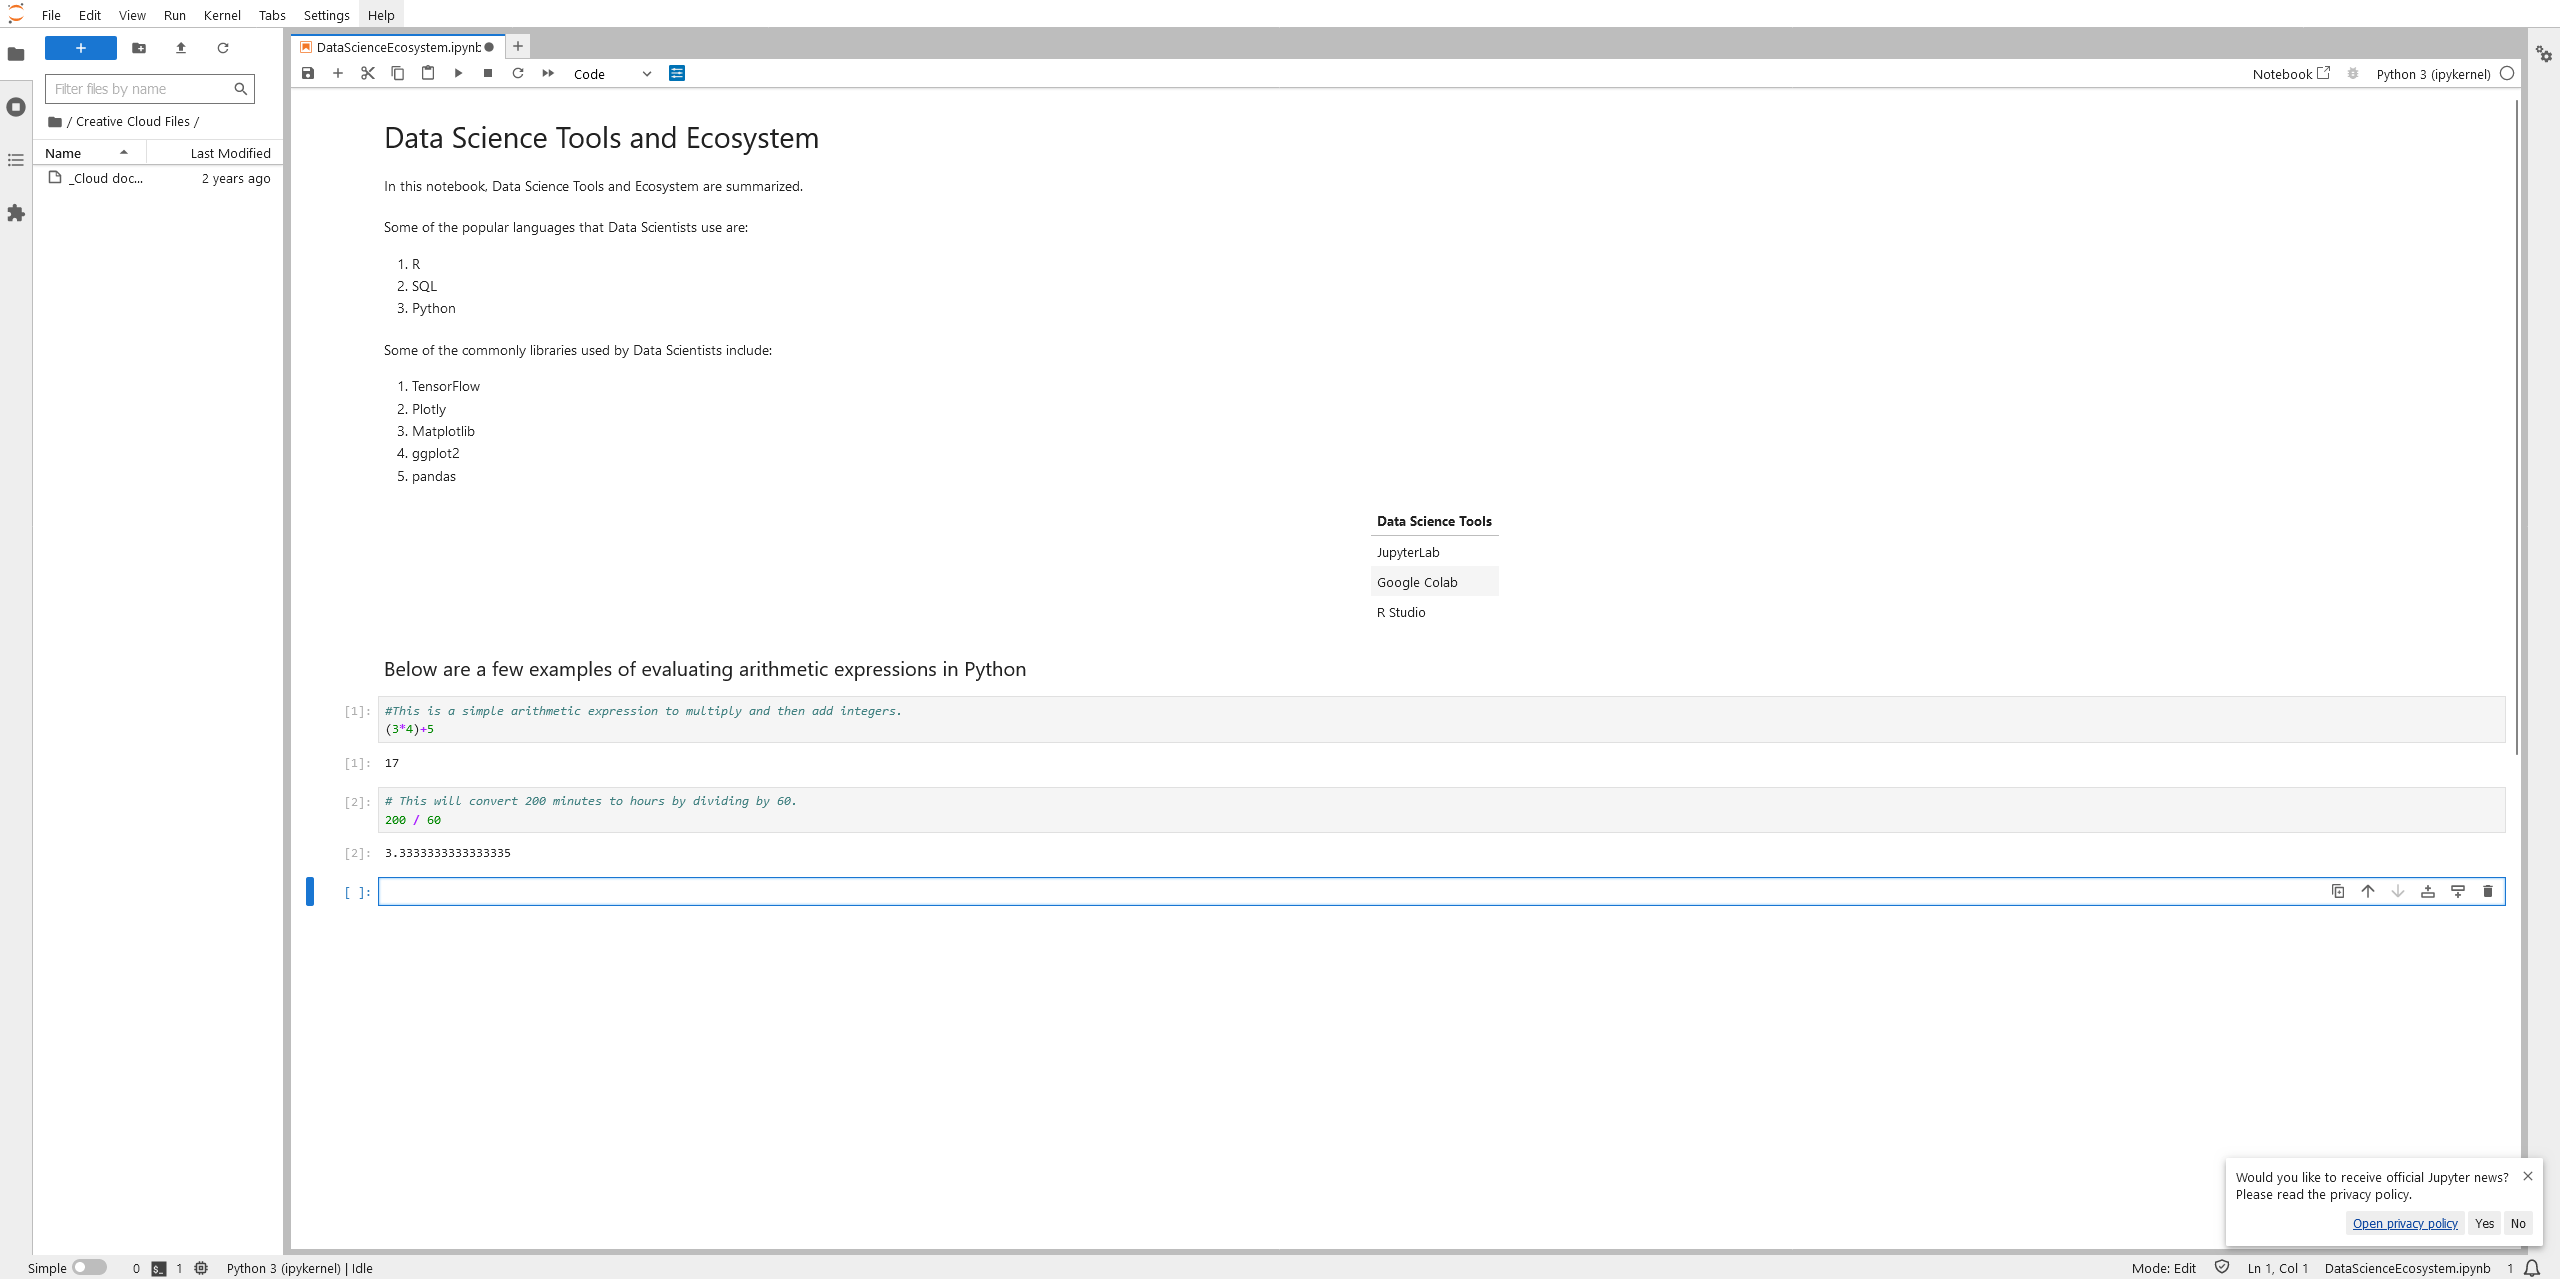 File Edit View Run Kernel Tabs Settings Help
DataScienceEcosystem.ipynb
Code
Notebook
Python 3 (ipykernel)
Filter files by name
/ Creative Cloud Files /
Name Last Modified
_Cloud doc... 2 years ago
Data Science Tools and Ecosystem
In this notebook, Data Science Tools and Ecosystem are summarized.
Some of the popular languages that Data Scientists use are:
1. R
2. SQL
3. Python
Some of the commonly libraries used by Data Scientists include:
1. TensorFlow
2. Plotly
3. Matplotlib
4. ggplot2
5. pandas
Data Science Tools
JupyterLab
Google Colab
R Studio
Below are a few examples of evaluating arithmetic expressions in Python
[1]: #This is a simple arithmetic expression to multiply and then add integers.
(3*4)+5
[1]: 17
[2]: # This will convert 200 minutes to hours by dividing by 60.
200 / 60
[2]: 3.3333333333333335
[ ]:
Would you like to receive official Jupyter news?
Please read the privacy policy.
Open privacy policy Yes No
Simple 0 $_ 1 Python 3 (ipykernel) | Idle
Mode: Edit Ln 1, Col 1 DataScienceEcosystem.ipynb 1